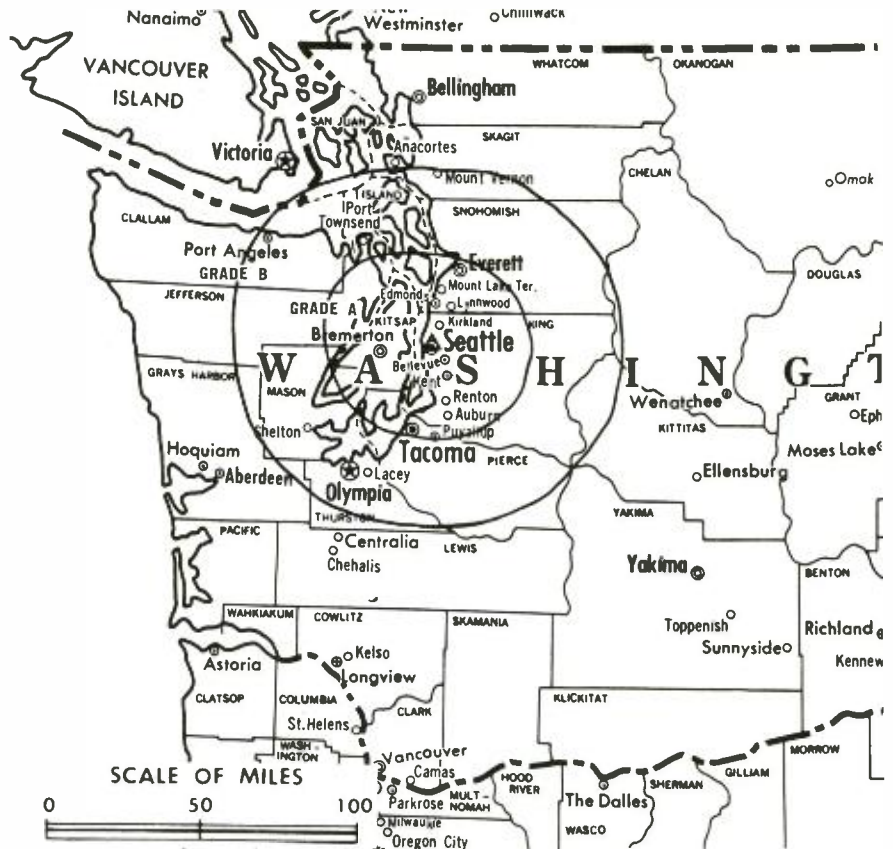 Nanaimo
Westminster
Chilliwack
VANCOUVER
ISLAND
WHATCOM
OKANOGAN
Bellingham
SAN JUAN
SKAGIT
Victoria
Anacortes
Mount Vernon
CHELAN
Omak
ISLAND
CLALLAM
Port
Townsend
SNOHOMISH
Port Angeles
GRADE B
Everett
DOUGLAS
JEFFERSON
Mount Lake Ter.
Edmond
Lynnwood
GRADE A
KITSAP
Kirkland
KING
Bremerton
Seattle
Bellevue
W A S H I N G T
GRAYS HARBOR
MASON
Kent
Renton
Wenatchee
GRANT
Auburn
Eph
Shelton
Puyallup
KITTITAS
Tacoma
PIERCE
Hoquiam
Moses Lake
Aberdeen
Lacey
Ellensburg
Olympia
THURSTON
YAKIMA
PACIFIC
Centralia
LEWIS
Chehalis
Yakima
BENTON
WAHKIAKUM
COWLITZ
SKAMANIA
Toppenish
Richland
Sunnyside
Kennew
Astoria
Kelso
Longview
CLATSOP
COLUMBIA
KLICKITAT
CLARK
St. Helens
WASH
INGTON
MORROW
Vancouver
SCALE OF MILES
Camas
HOOD
RIVER
SHERMAN
GILLIAM
0 50 100
Parkrose
MULT-
NOMAH
The Dalles
Milwaukie
WASCO
Oregon City